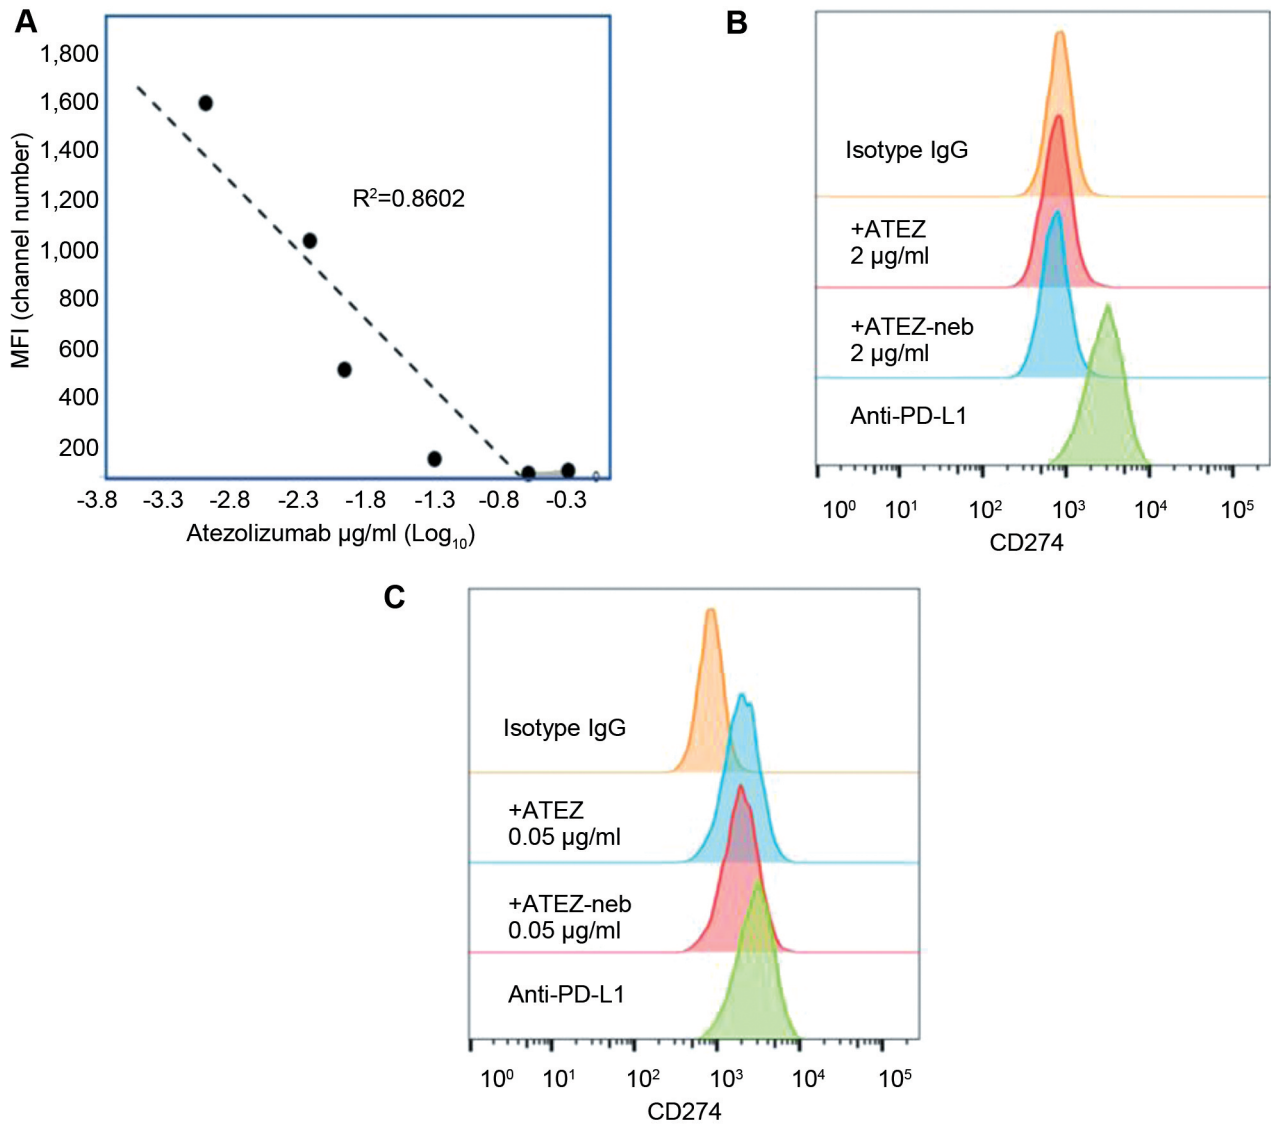 A
MFI (channel number)
1,800
1,600
1,400
1,200
1,000
800
600
400
200
R²=0.8602
-3.8 -3.3 -2.8 -2.3 -1.8 -1.3 -0.8 -0.3
Atezolizumab µg/ml (Log₁₀)
B
Isotype IgG
+ATEZ
2 µg/ml
+ATEZ-neb
2 µg/ml
Anti-PD-L1
10⁰ 10¹ 10² 10³ 10⁴ 10⁵
CD274
C
Isotype IgG
+ATEZ
0.05 µg/ml
+ATEZ-neb
0.05 µg/ml
Anti-PD-L1
10⁰ 10¹ 10² 10³ 10⁴ 10⁵
CD274